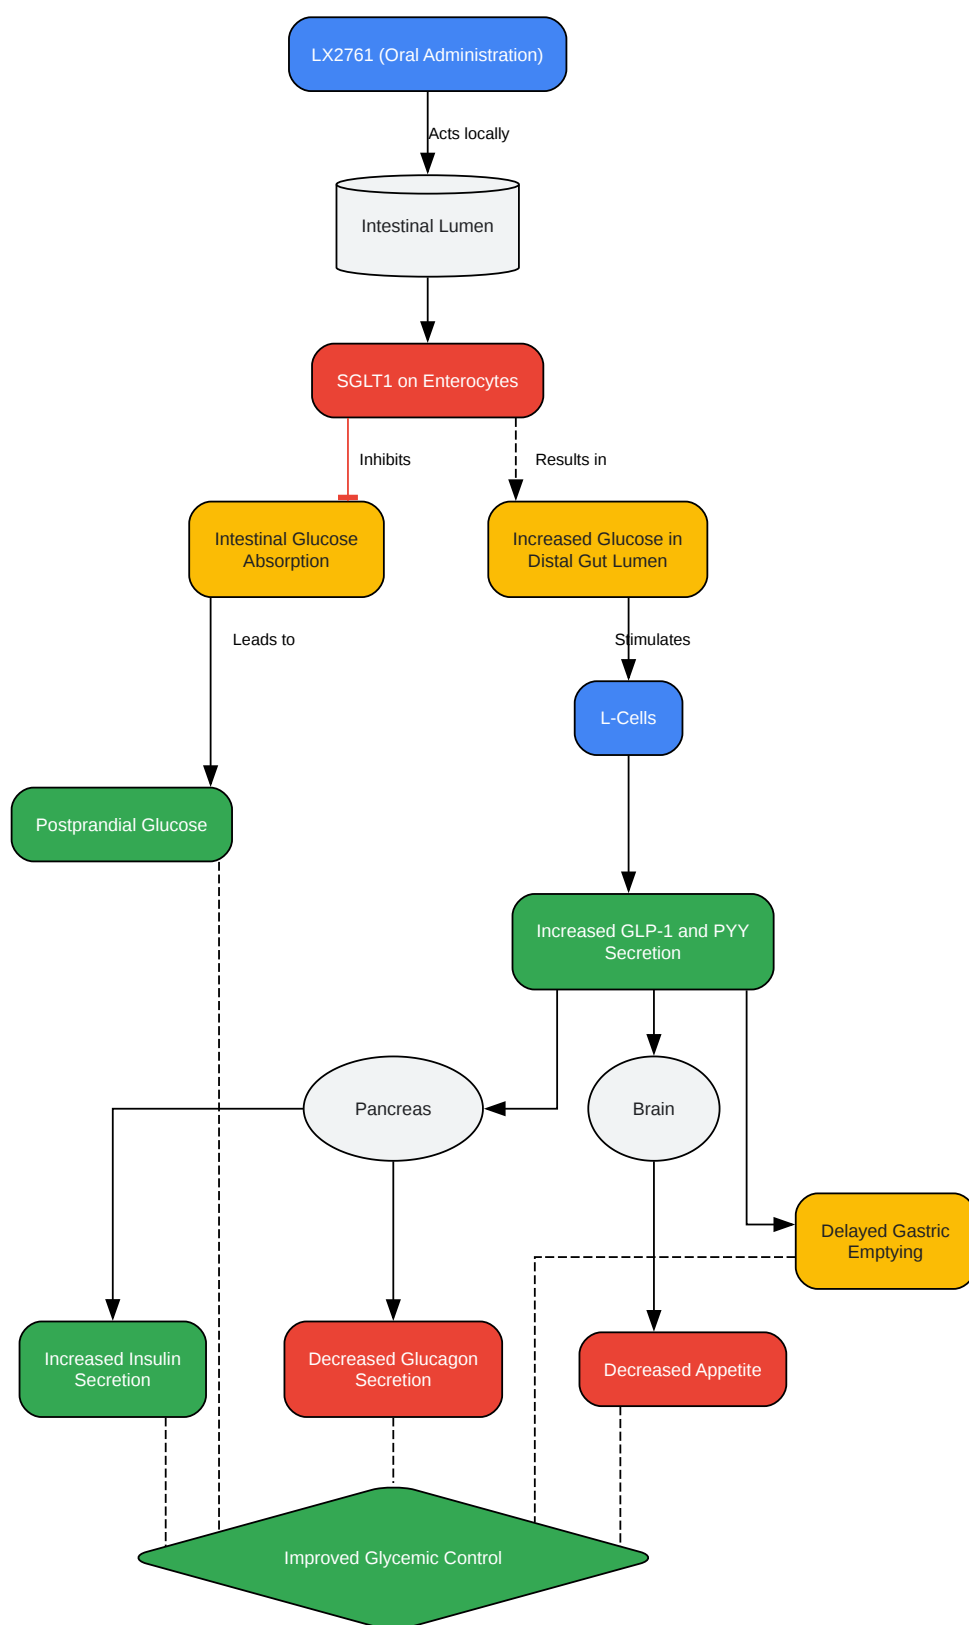 LX2761 (Oral Administration)
Acts locally
Intestinal Lumen
SGLT1 on Enterocytes
Inhibits
Results in
Intestinal Glucose
Absorption
Increased Glucose in
Distal Gut Lumen
Leads to
Stimulates
L-Cells
Postprandial Glucose
Increased GLP-1 and PYY
Secretion
Pancreas
Brain
Delayed Gastric
Emptying
Increased Insulin
Secretion
Decreased Glucagon
Secretion
Decreased Appetite
Improved Glycemic Control